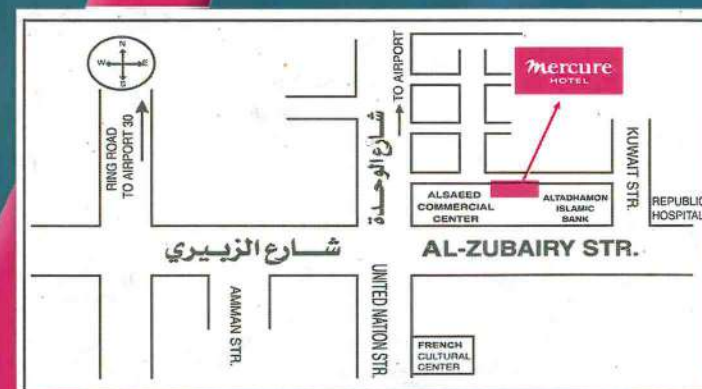 N
W E
S
RING ROAD
TO AIRPORT 30
TO AIRPORT
شارع الوحدة
Mercure
HOTEL
KUWAIT STR.
ALSAEED
COMMERCIAL
CENTER
ALTADHAMON
ISLAMIC
BANK
REPUBLIC
HOSPITAL
شارع الزبيري
AL-ZUBAIRY STR.
AMMAN STR.
UNITED NATION STR.
FRENCH
CULTURAL
CENTER